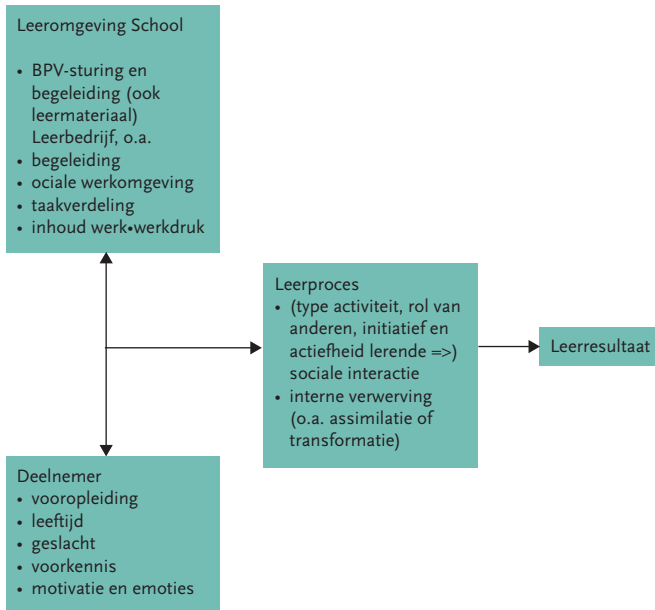 Leeromgeving School
• BPV-sturing en
begeleiding (ook
leermateriaal)
Leerbedrijf, o.a.
• begeleiding
• ociale werkomgeving
• taakverdeling
• inhoud werk•werkdruk
Leerproces
• (type activiteit, rol van
anderen, initiatief en
actiefheid lerende =>)
sociale interactie
• interne verwerving
(o.a. assimilatie of
transformatie)
Leerresultaat
Deelnemer
• vooropleiding
• leeftijd
• geslacht
• voorkennis
• motivatie en emoties